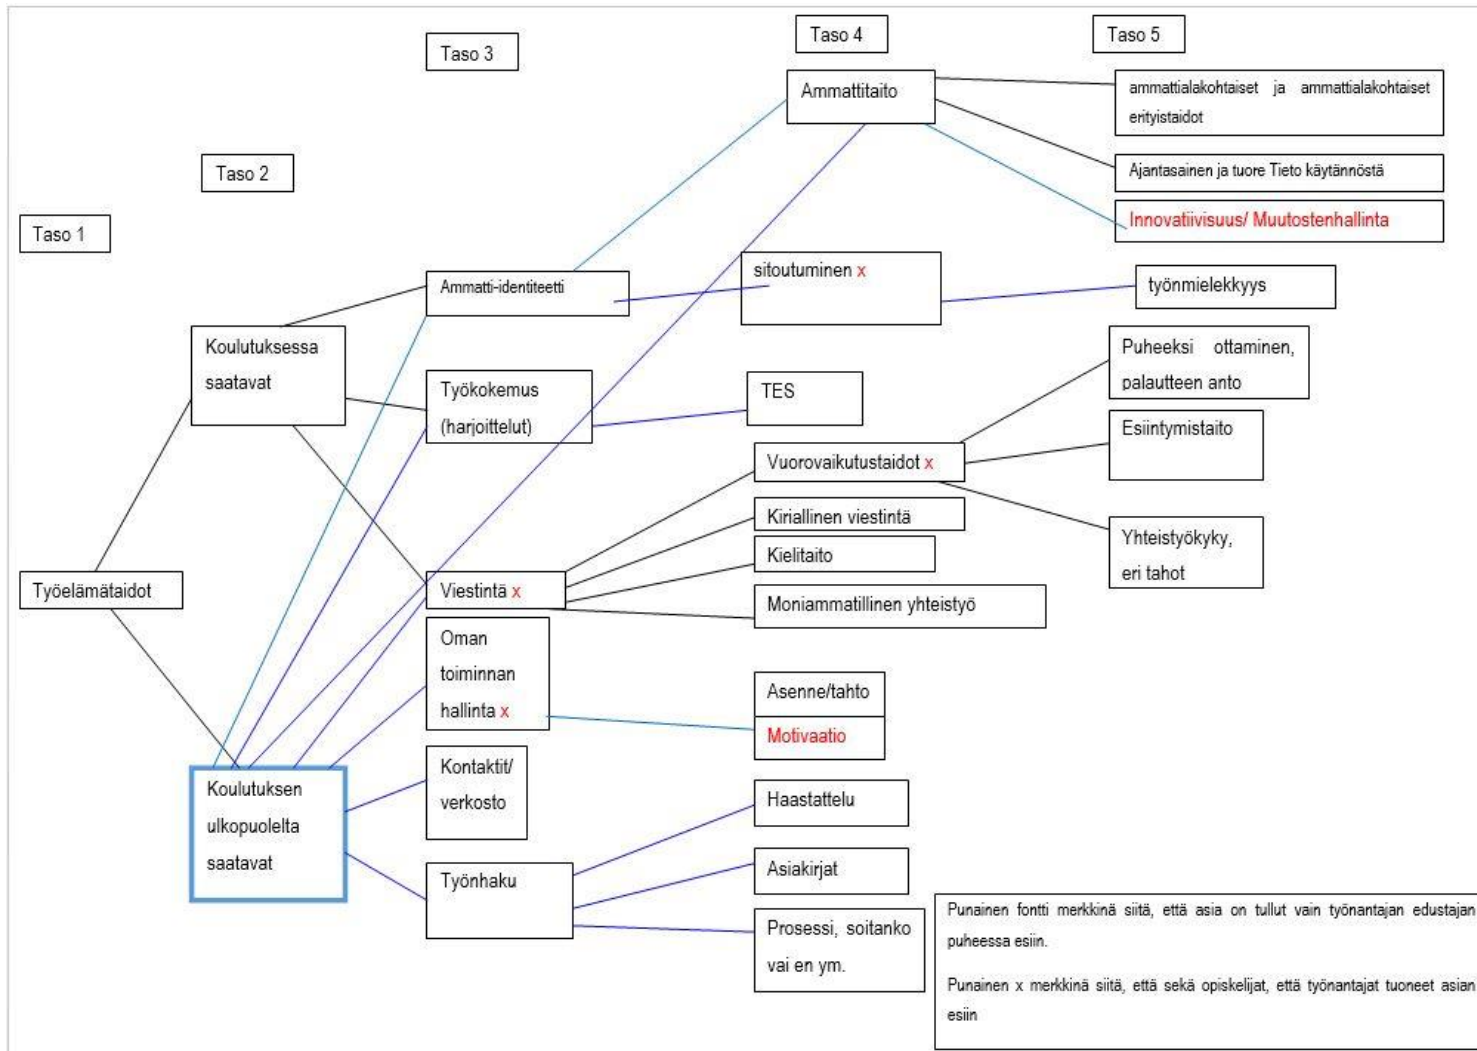 Taso 1
Taso 2
Taso 3
Taso 4
Taso 5
Työelämätaidot
Koulutuksessa
saatavat
Koulutuksen
ulkopuolelta
saatavat
Ammatti-identiteetti
Työkokemus
(harjoittelut)
Viestintä x
Oman
toiminnan
hallinta x
Kontaktit/
verkosto
Työnhaku
Ammattitaito
sitoutuminen x
TES
Vuorovaikutustaidot x
Kiriallinen viestintä
Kielitaito
Moniammatillinen yhteistyö
Asenne/tahto
Motivaatio
Haastattelu
Asiakirjat
Prosessi, soitanko
vai en ym.
ammattialakohtaiset ja ammattialakohtaiset
erityistaidot
Ajantasainen ja tuore Tieto käytännöstä
Innovatiivisuus/ Muutostenhallinta
työnmielekkyys
Puheeksi ottaminen,
palautteen anto
Esiintymistaito
Yhteistyökyky,
eri tahot
Punainen fontti merkkinä siitä, että asia on tullut vain työnantajan edustajan
puheessa esiin.
Punainen x merkkinä siitä, että sekä opiskelijat, että työnantajat tuoneet asian
esiin